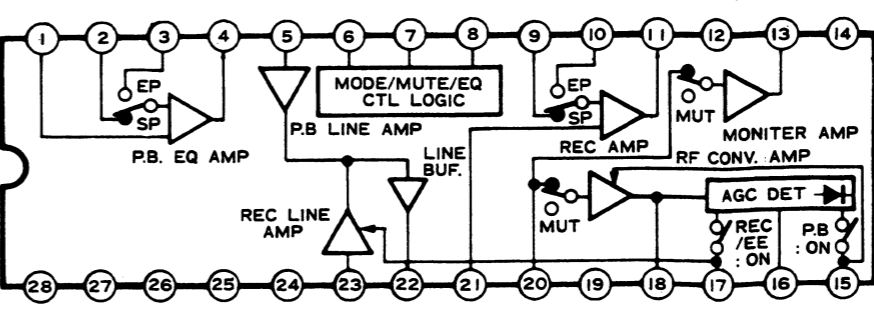 1 2 3 4 5 6 7 8 9 10 11 12 13 14
EP
SP
P.B. EQ AMP
MODE/MUTE/EQ
CTL LOGIC
P.B LINE AMP
EP
SP
REC AMP
MUT
MONITER AMP
LINE
BUF.
RF CONV. AMP
REC LINE
AMP
MUT
AGC DET
REC
/EE
: ON
P.B
: ON
28 27 26 25 24 23 22 21 20 19 18 17 16 15